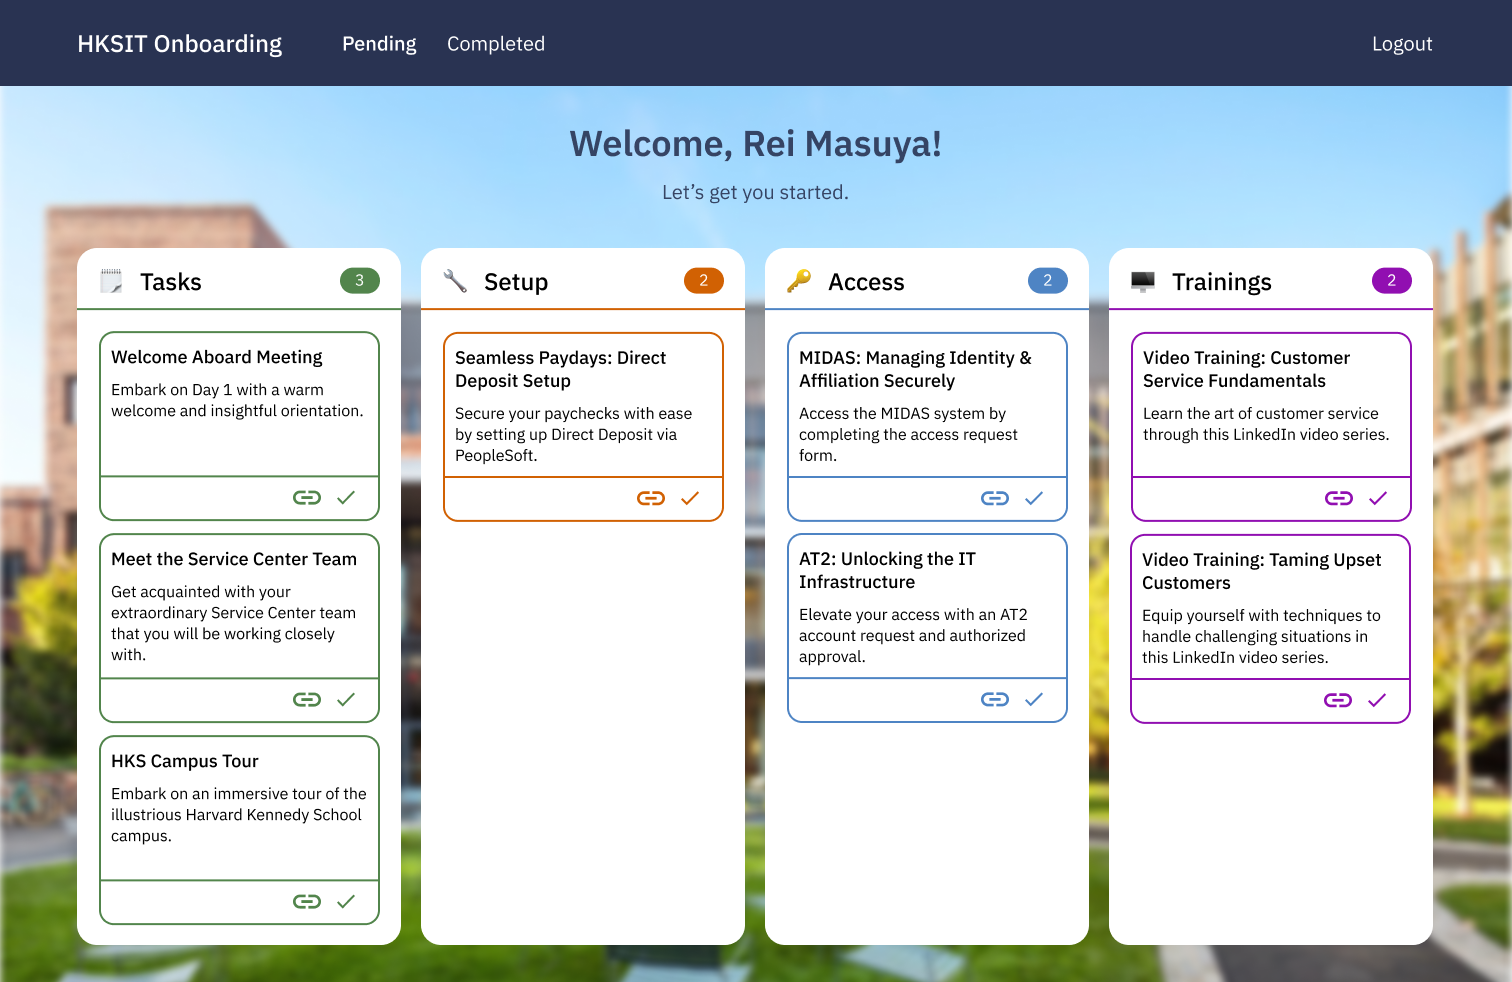 HKSIT Onboarding
Pending
Completed
Logout
Welcome, Rei Masuya!
Let’s get you started.
Tasks
3
Welcome Aboard Meeting
Embark on Day 1 with a warm
welcome and insightful orientation.
Meet the Service Center Team
Get acquainted with your
extraordinary Service Center team
that you will be working closely
with.
HKS Campus Tour
Embark on an immersive tour of the
illustrious Harvard Kennedy School
campus.
Setup
2
Seamless Paydays: Direct
Deposit Setup
Secure your paychecks with ease
by setting up Direct Deposit via
PeopleSoft.
Access
2
MIDAS: Managing Identity &
Affiliation Securely
Access the MIDAS system by
completing the access request
form.
AT2: Unlocking the IT
Infrastructure
Elevate your access with an AT2
account request and authorized
approval.
Trainings
2
Video Training: Customer
Service Fundamentals
Learn the art of customer service
through this LinkedIn video series.
Video Training: Taming Upset
Customers
Equip yourself with techniques to
handle challenging situations in
this LinkedIn video series.